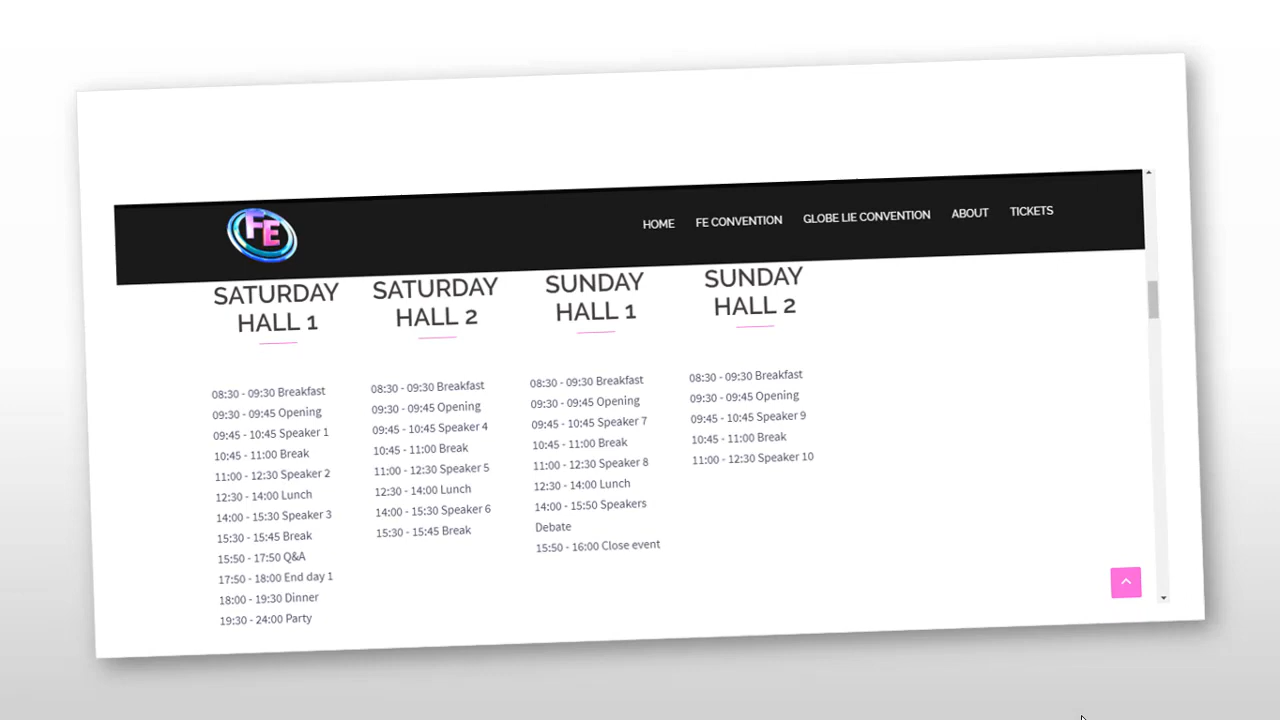 FE
HOME FE CONVENTION GLOBE LIE CONVENTION ABOUT TICKETS
SATURDAY
HALL 1
08:30 - 09:30 Breakfast
09:30 - 09:45 Opening
09:45 - 10:45 Speaker 1
10:45 - 11:00 Break
11:00 - 12:30 Speaker 2
12:30 - 14:00 Lunch
14:00 - 15:30 Speaker 3
15:30 - 15:45 Break
15:50 - 17:50 Q&A
17:50 - 18:00 End day 1
18:00 - 19:30 Dinner
19:30 - 24:00 Party
SATURDAY
HALL 2
08:30 - 09:30 Breakfast
09:30 - 09:45 Opening
09:45 - 10:45 Speaker 4
10:45 - 11:00 Break
11:00 - 12:30 Speaker 5
12:30 - 14:00 Lunch
14:00 - 15:30 Speaker 6
15:30 - 15:45 Break
SUNDAY
HALL 1
08:30 - 09:30 Breakfast
09:30 - 09:45 Opening
09:45 - 10:45 Speaker 7
10:45 - 11:00 Break
11:00 - 12:30 Speaker 8
12:30 - 14:00 Lunch
14:00 - 15:50 Speakers
Debate
15:50 - 16:00 Close event
SUNDAY
HALL 2
08:30 - 09:30 Breakfast
09:30 - 09:45 Opening
09:45 - 10:45 Speaker 9
10:45 - 11:00 Break
11:00 - 12:30 Speaker 10